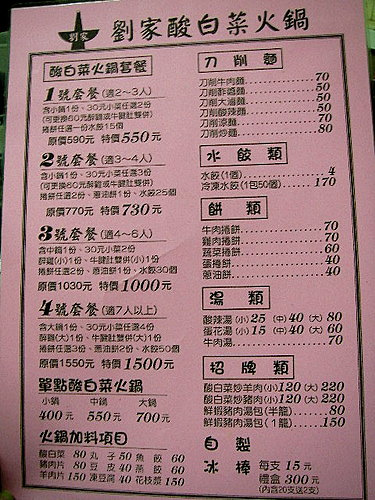 劉家
劉家酸白菜火鍋
酸白菜火鍋套餐
1號套餐(適2~3人)
含小鍋1份、30元小菜任選2份
(可更換60元醉雞或牛腱肚雙併)
捲餅任選一份水餃15個
原價590元 特價550元
2號套餐(適3~4人)
含小鍋1份、30元小菜任選3份
(可更換60元醉雞或牛腱肚雙併)
捲餅任選2份、蔥油餅1份、水餃25個
原價770元 特價730元
3號套餐(適4~6人)
含中鍋1份、30元小菜2份
醉雞(小)1份、牛腱肚雙併(小)1份
捲餅任選2份、蔥油餅1份、水餃30個
原價1030元 特價1000元
4號套餐(適7人以上)
含大鍋1份、30元小菜任選4份
醉雞(大)1份、牛腱肚雙併(大)1份
捲餅任選3份、蔥油餅2份、水餃50個
原價1550元 特價1500元
單點酸白菜火鍋
小鍋 中鍋 大鍋
400元 550元 700元
火鍋加料項目
酸白菜 80 丸子 50 魚餃 60
豬肉片 80 豆皮 40 燕餃 60
羊肉片 150 凍豆腐 40 花枝漿 150
刀削麵
刀削牛肉麵 70
刀削炸醬麵 50
刀削大滷麵 50
刀削酸辣麵 50
刀削涼麵 70
刀削炒麵 80
水餃類
水餃(1個) 4
冷凍水餃(1包50個) 170
餅類
牛肉捲餅 70
雞肉捲餅 70
蔬菜捲餅 60
蛋捲餅 40
蔥油餅 40
湯類
酸辣湯(小)25(中)40(大)80
蛋花湯(小)15(中)40(大)60
牛肉湯 70
招牌類
酸白菜炒羊肉(小)120(大)220
酸白菜炒豬肉(小)120(大)220
鮮蝦豬肉湯包(半籠) 80
鮮蝦豬肉湯包(1籠) 150
自製
冰棒 每支15元
禮盒300元
(內含20支送2支)